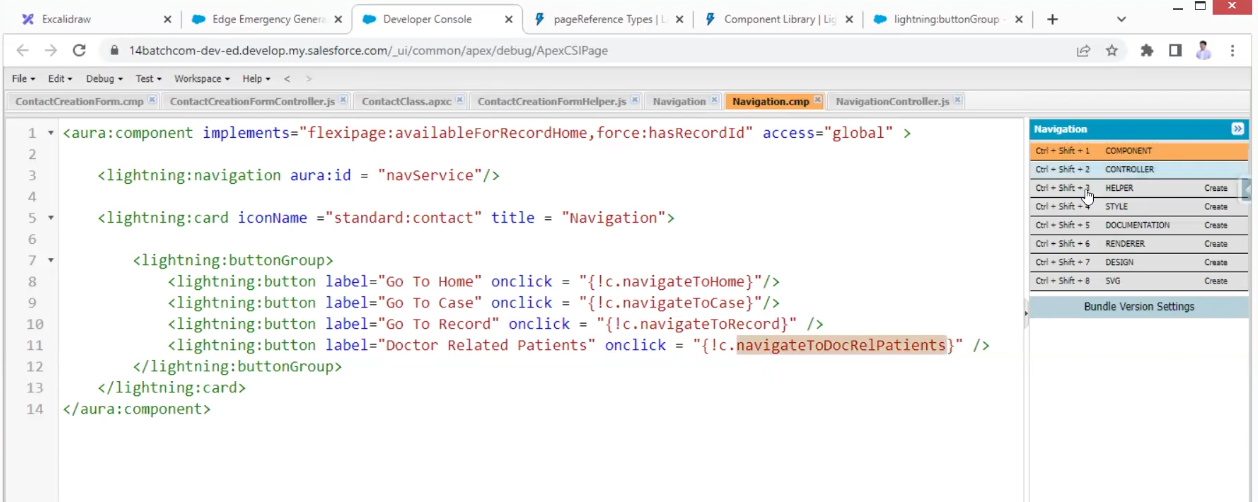 Excalidraw
Edge Emergency Genera
Developer Console
pageReference Types | L
Component Library | Lig
lightning:buttonGroup -
14batchcom-dev-ed.develop.my.salesforce.com/_ui/common/apex/debug/ApexCSIPage
File Edit Debug Test Workspace Help < >
ContactCreationForm.cmp ContactCreationFormController.js ContactClass.apxc ContactCreationFormHelper.js Navigation Navigation.cmp NavigationController.js
1 <aura:component implements="flexipage:availableForRecordHome,force:hasRecordId" access="global" >
2
3 <lightning:navigation aura:id = "navService"/>
4
5 <lightning:card iconName ="standard:contact" title = "Navigation">
6
7 <lightning:buttonGroup>
8 <lightning:button label="Go To Home" onclick = "{!c.navigateToHome}"/>
9 <lightning:button label="Go To Case" onclick = "{!c.navigateToCase}"/>
10 <lightning:button label="Go To Record" onclick = "{!c.navigateToRecord}" />
11 <lightning:button label="Doctor Related Patients" onclick = "{!c.navigateToDocRelPatients}" />
12 </lightning:buttonGroup>
13 </lightning:card>
14 </aura:component>
Navigation
Ctrl + Shift + 1 COMPONENT
Ctrl + Shift + 2 CONTROLLER
Ctrl + Shift + 3 HELPER Create
Ctrl + Shift + 4 STYLE Create
Ctrl + Shift + 5 DOCUMENTATION Create
Ctrl + Shift + 6 RENDERER Create
Ctrl + Shift + 7 DESIGN Create
Ctrl + Shift + 8 SVG Create
Bundle Version Settings